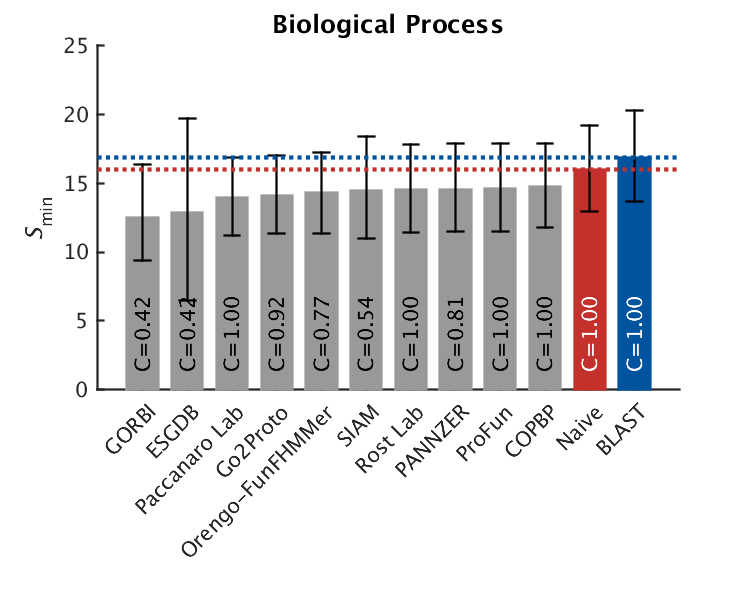 Biological Process
25
20
15
10
5
0
Smin
C=0.42
C=0.42
C=1.00
C=0.92
C=0.77
C=0.54
C=1.00
C=0.81
C=1.00
C=1.00
C=1.00
C=1.00
GORBI
ESGDB
Paccanaro Lab
Go2Proto
Orengo-FunFHMMer
SIAM
Rost Lab
PANNZER
ProFun
COPBP
Naive
BLAST